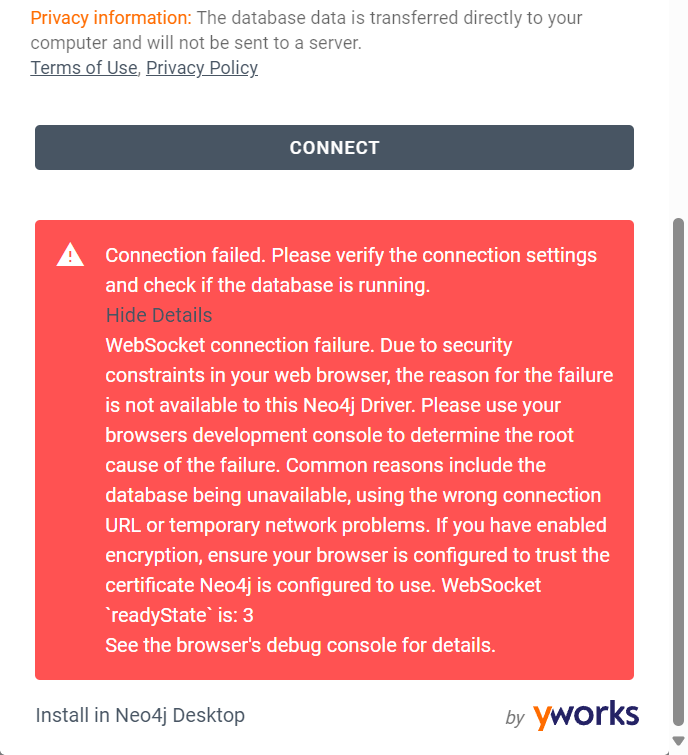 Privacy information: The database data is transferred directly to your
computer and will not be sent to a server.
Terms of Use, Privacy Policy
CONNECT
Connection failed. Please verify the connection settings
and check if the database is running.
Hide Details
WebSocket connection failure. Due to security
constraints in your web browser, the reason for the failure
is not available to this Neo4j Driver. Please use your
browsers development console to determine the root
cause of the failure. Common reasons include the
database being unavailable, using the wrong connection
URL or temporary network problems. If you have enabled
encryption, ensure your browser is configured to trust the
certificate Neo4j is configured to use. WebSocket
`readyState` is: 3
See the browser's debug console for details.
Install in Neo4j Desktop
by yworks